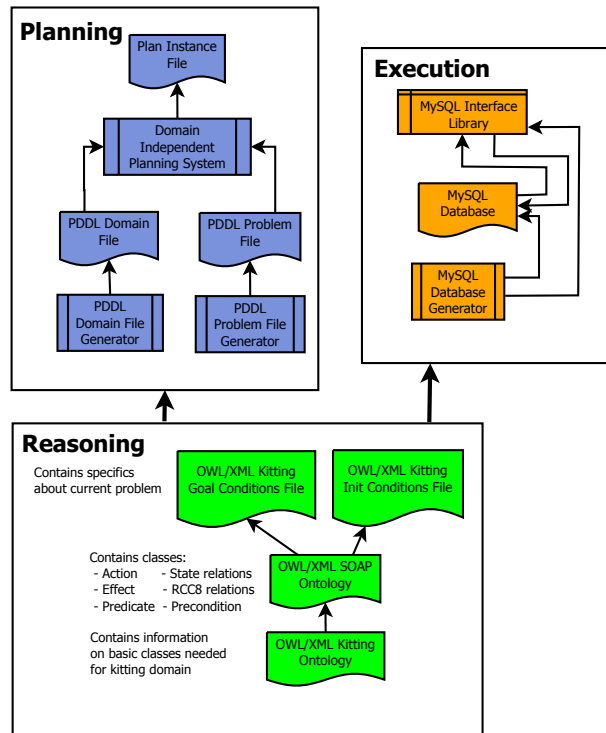 Planning
Plan Instance
File
Domain
Independent
Planning System
PDDL Domain
File
PDDL Problem
File
PDDL
Domain File
Generator
PDDL
Problem File
Generator
Execution
MySQL Interface
Library
MySQL
Database
MySQL
Database
Generator
Reasoning
Contains specifics
about current problem
OWL/XML Kitting
Goal Conditions File
OWL/XML Kitting
Init Conditions File
Contains classes:
- Action - State relations
- Effect - RCC8 relations
- Predicate - Precondition
OWL/XML SOAP
Ontology
Contains information
on basic classes needed
for kitting domain
OWL/XML Kitting
Ontology